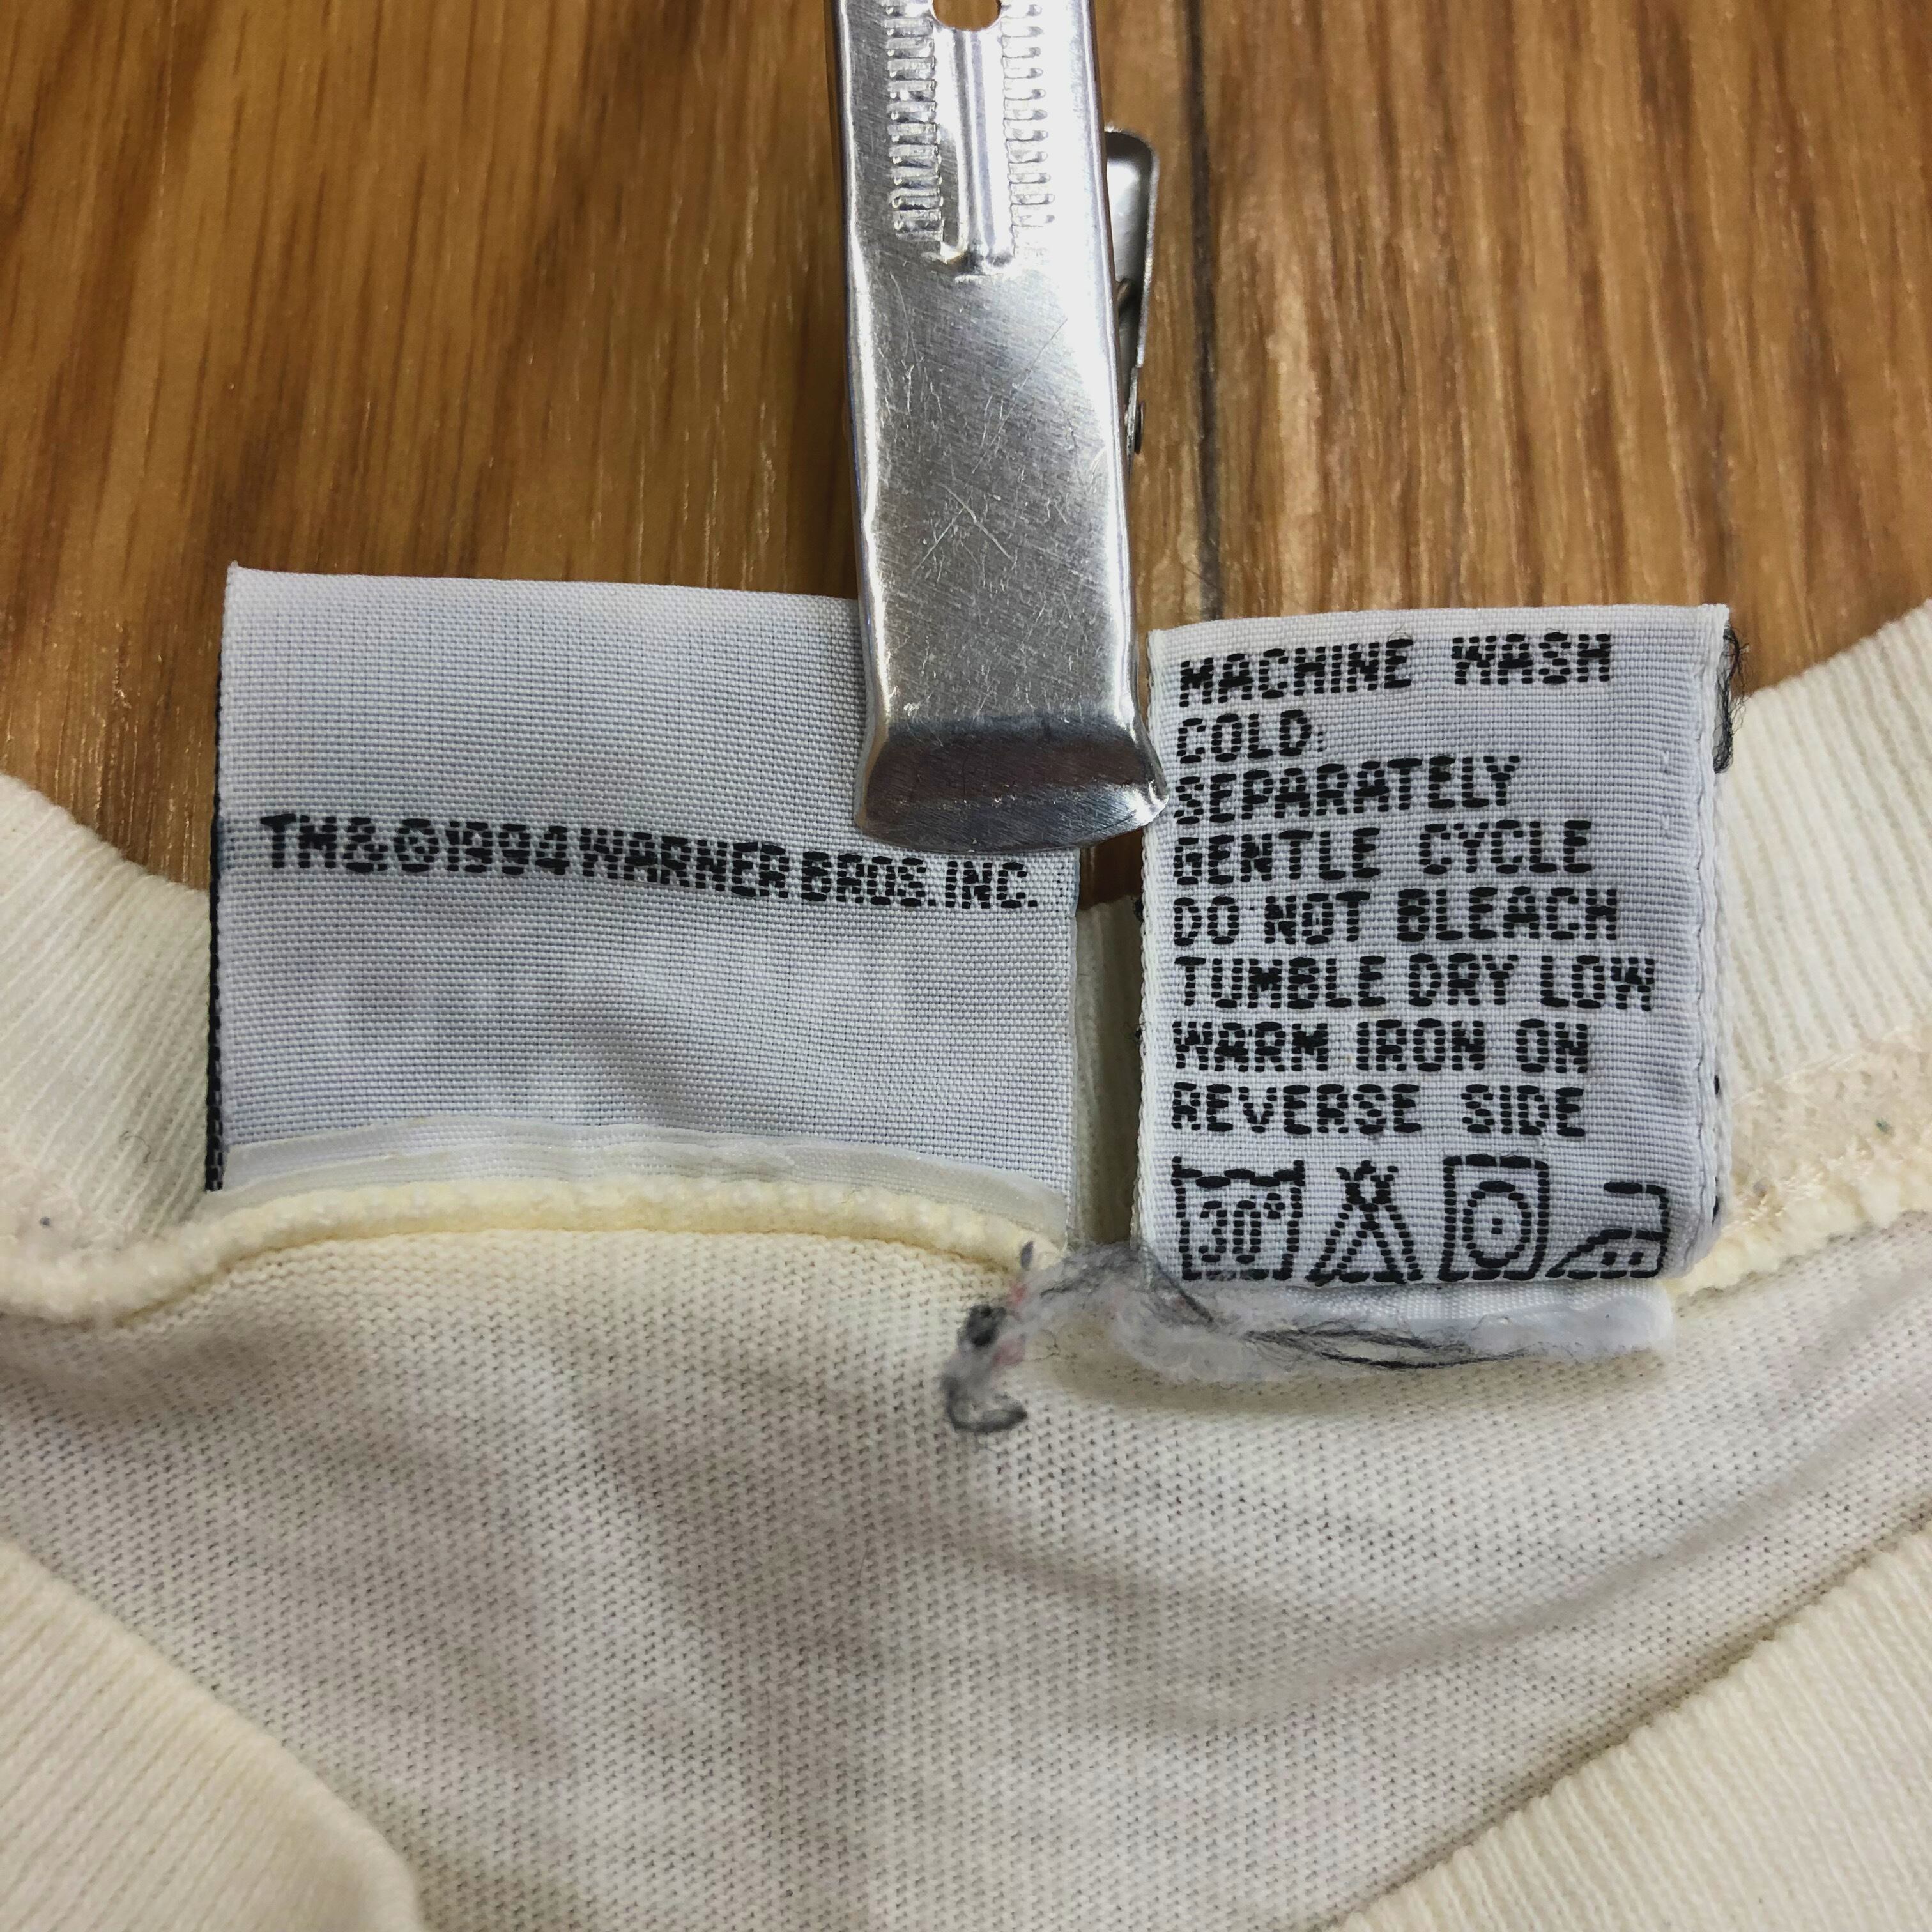 TM&©1994 WARNER BROS. INC.
MACHINE WASH
COLD:
SEPARATELY
GENTLE CYCLE
DO NOT BLEACH
TUMBLE DRY LOW
WARM IRON ON
REVERSE SIDE
30°